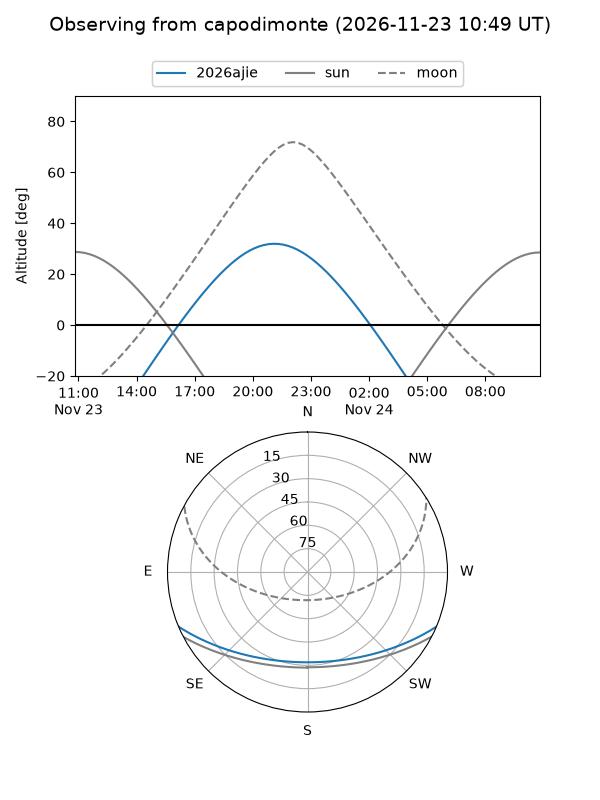 Observing from capodimonte (2026-11-23 10:49 UT)
2026ajie sun moon
Altitude [deg]
80
60
40
20
0
−20
11:00 14:00 17:00 20:00 23:00 02:00 05:00 08:00
Nov 23 Nov 24
N
NE NW
15
30
45
60
75
E W
SE SW
S